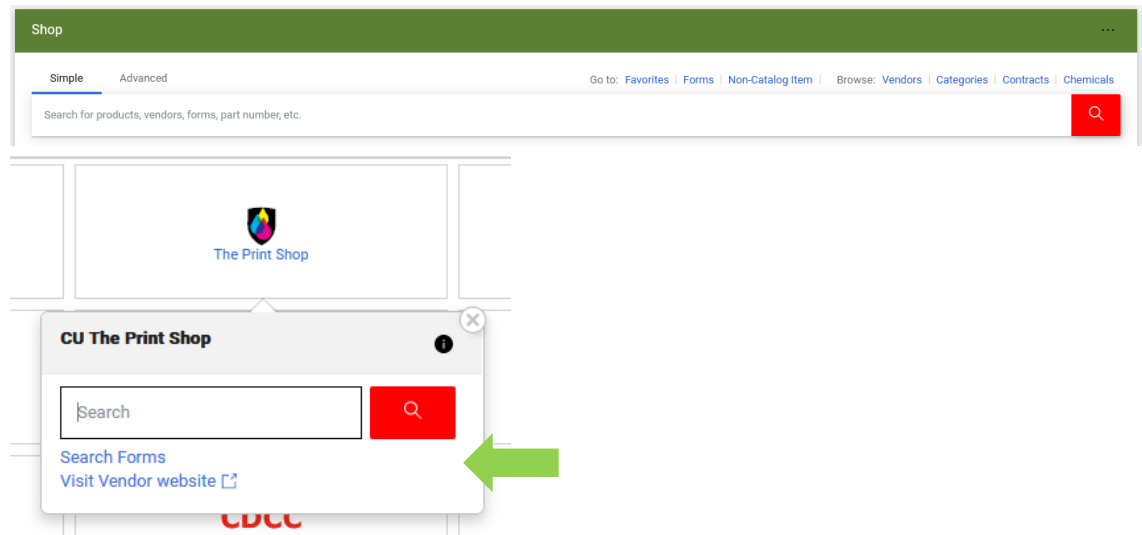 Shop ...
Simple Advanced Go to: Favorites | Forms | Non-Catalog Item | Browse: Vendors | Categories | Contracts | Chemicals
Search for products, vendors, forms, part number, etc.
The Print Shop
CU The Print Shop
Search
Search Forms
Visit Vendor website
CDCC